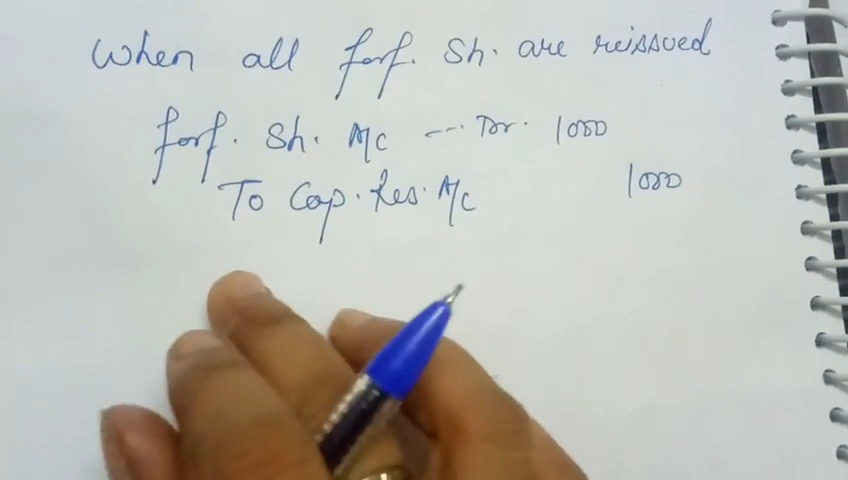 When all forf. Sh. are reissued
forf. Sh. A/c --- Dr. 1000
To Cap. Res. A/c 1000